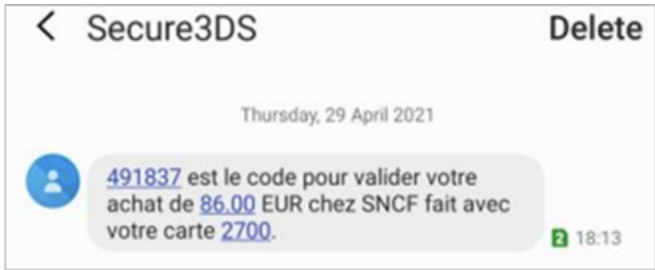 Secure3DS Delete
Thursday, 29 April 2021
491837 est le code pour valider votre
achat de 86.00 EUR chez SNCF fait avec
votre carte 2700.
2 18:13